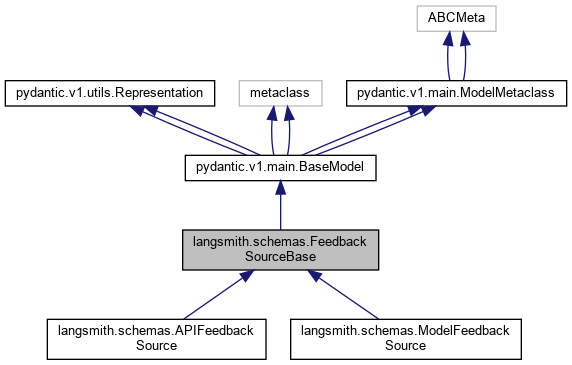 ABCMeta
pydantic.v1.utils.Representation
metaclass
pydantic.v1.main.ModelMetaclass
pydantic.v1.main.BaseModel
langsmith.schemas.Feedback
SourceBase
langsmith.schemas.APIFeedback
Source
langsmith.schemas.ModelFeedback
Source